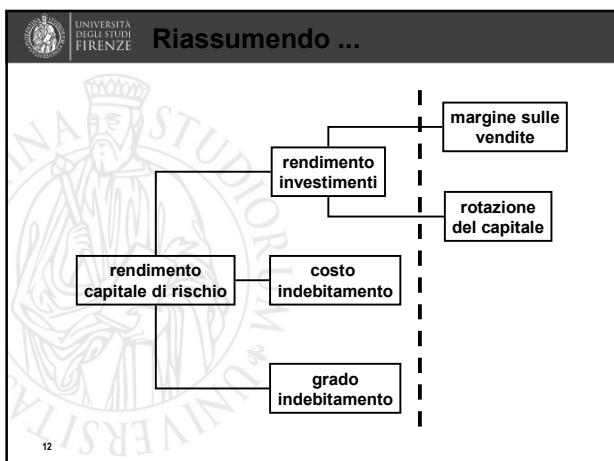 UNIVERSITÀ
DEGLI STUDI
FIRENZE
Riassumendo ...
margine sulle
vendite
rendimento
investimenti
rotazione
del capitale
rendimento
capitale di rischio
costo
indebitamento
grado
indebitamento
12